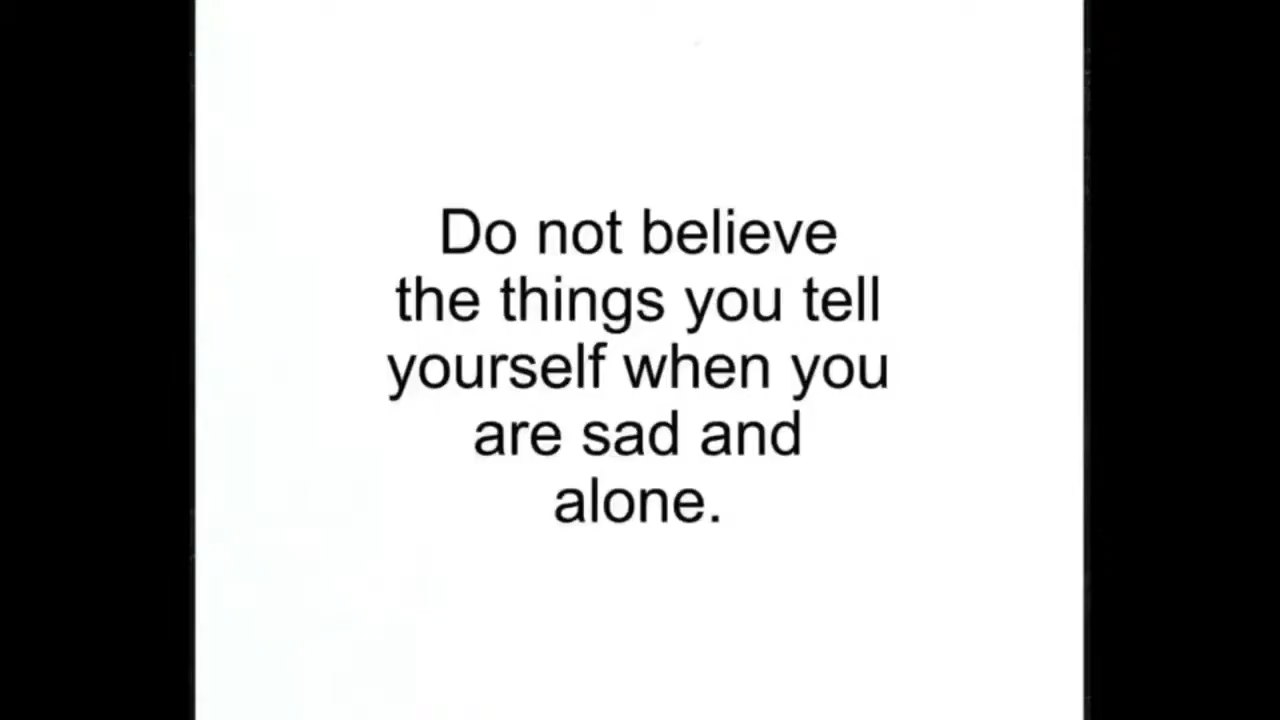 Do not believe
the things you tell
yourself when you
are sad and
alone.